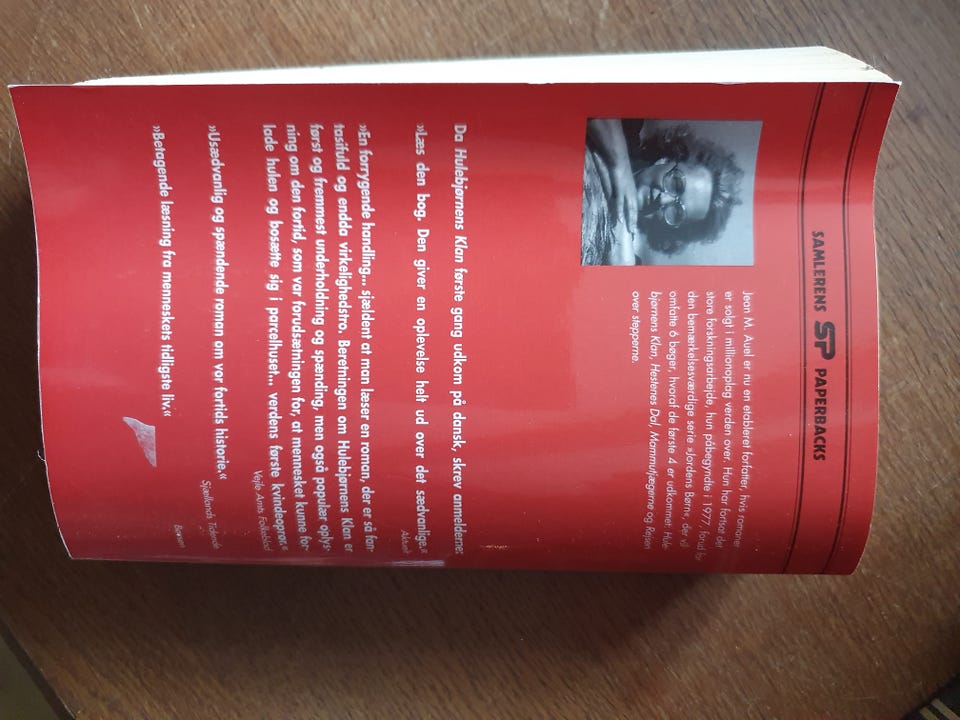 SAMLERENS SP PAPERBACKS
Jean M. Auel er nu en etableret forfatter, hvis romaner
er solgt i millionoplag verden over. Hun har fortsat det
store forskningsarbejde, hun påbegyndte i 1977, forud for
den bemærkelsesværdige serie »Jordens Børn«, der vil
omfatte 6 bøger, hvoraf de første 4 er udkommet: Hule-
bjørnens Klan, Hestenes Dal, Mammutjægerne og Rejsen
over stepperne.
Da Hulebjørnens Klan første gang udkom på dansk, skrev anmelderne:
»Læs den bog. Den giver en oplevelse helt ud over det sædvanlige.«
Aktuelt
»En forrygende handling... sjældent at man læser en roman, der er så fan-
tasifuld og endda virkelighedstro. Beretningen om Hulebjørnens Klan er
først og fremmest underholdning og spænding, men også populær oplys-
ning om den fortid, som var forudsætningen for, at mennesket kunne for-
lade hulen og bosætte sig i parcelhuset... verdens første kvindeoprør.«
Vejle Amts Folkeblad
»Usædvanlig og spændende roman om vor fortids historie.«
Sjællands Tidende
»Betagende læsning fra menneskets tidligste liv.«
Børsen